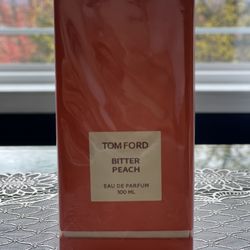 TOM FORD
BITTER
PEACH
EAU DE PARFUM
100 ML